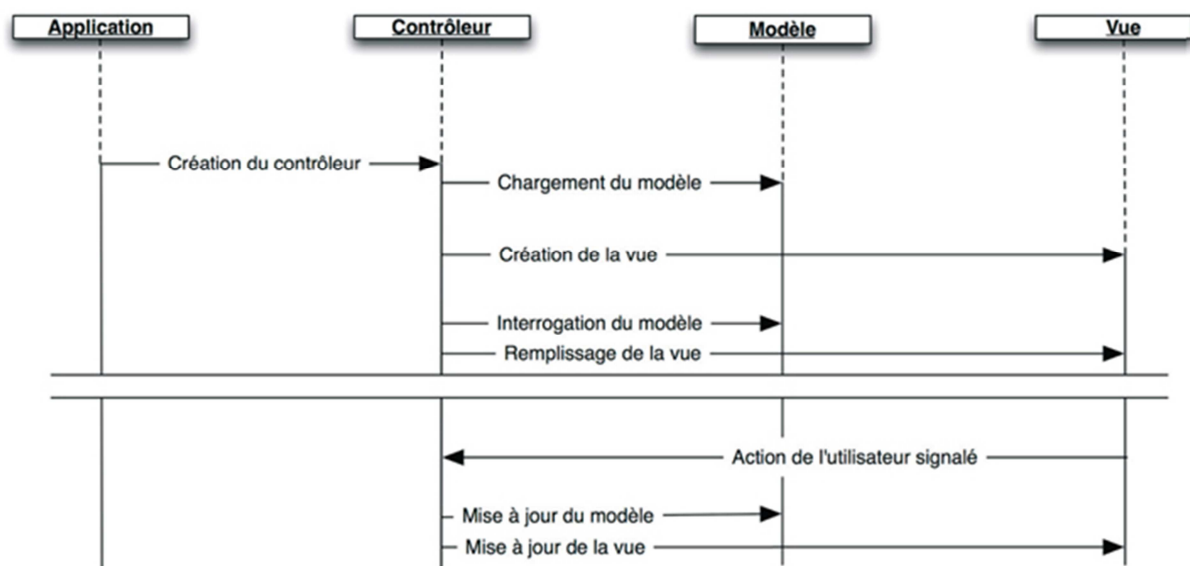 Application
Contrôleur
Modèle
Vue
Création du contrôleur
Chargement du modèle
Création de la vue
Interrogation du modèle
Remplissage de la vue
Action de l'utilisateur signalé
Mise à jour du modèle
Mise à jour de la vue